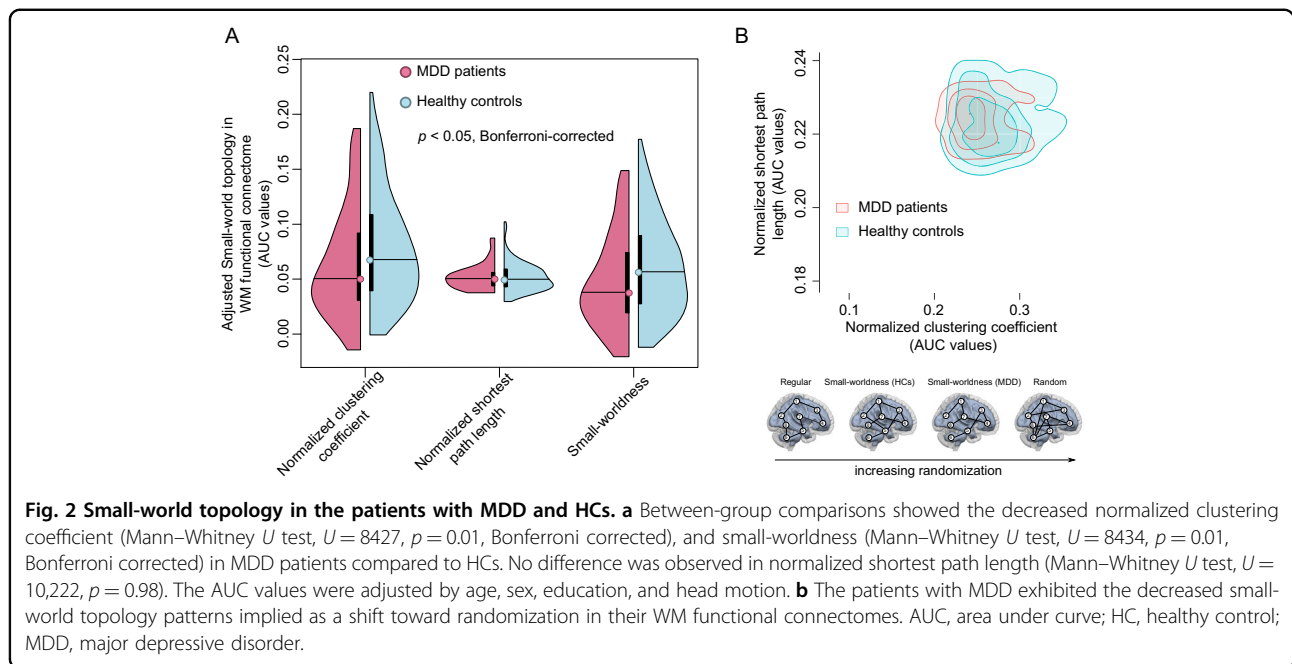 A
Adjusted Small-world topology in
WM functional connectome
(AUC values)
0.25
0.20
0.15
0.10
0.05
0.00
MDD patients
Healthy controls
p < 0.05, Bonferroni-corrected
Normalized clustering
coefficient
Normalized shortest
path length
Small-worldness
B
Normalized shortest path
length (AUC values)
0.24
0.22
0.20
0.18
MDD patients
Healthy controls
0.1 0.2 0.3
Normalized clustering coefficient
(AUC values)
Regular Small-worldness (HCs) Small-worldness (MDD) Random
increasing randomization
Fig. 2 Small-world topology in the patients with MDD and HCs. a Between-group comparisons showed the decreased normalized clustering
coefficient (Mann–Whitney U test, U = 8427, p = 0.01, Bonferroni corrected), and small-worldness (Mann–Whitney U test, U = 8434, p = 0.01,
Bonferroni corrected) in MDD patients compared to HCs. No difference was observed in normalized shortest path length (Mann–Whitney U test, U =
10,222, p = 0.98). The AUC values were adjusted by age, sex, education, and head motion. b The patients with MDD exhibited the decreased small-
world topology patterns implied as a shift toward randomization in their WM functional connectomes. AUC, area under curve; HC, healthy control;
MDD, major depressive disorder.